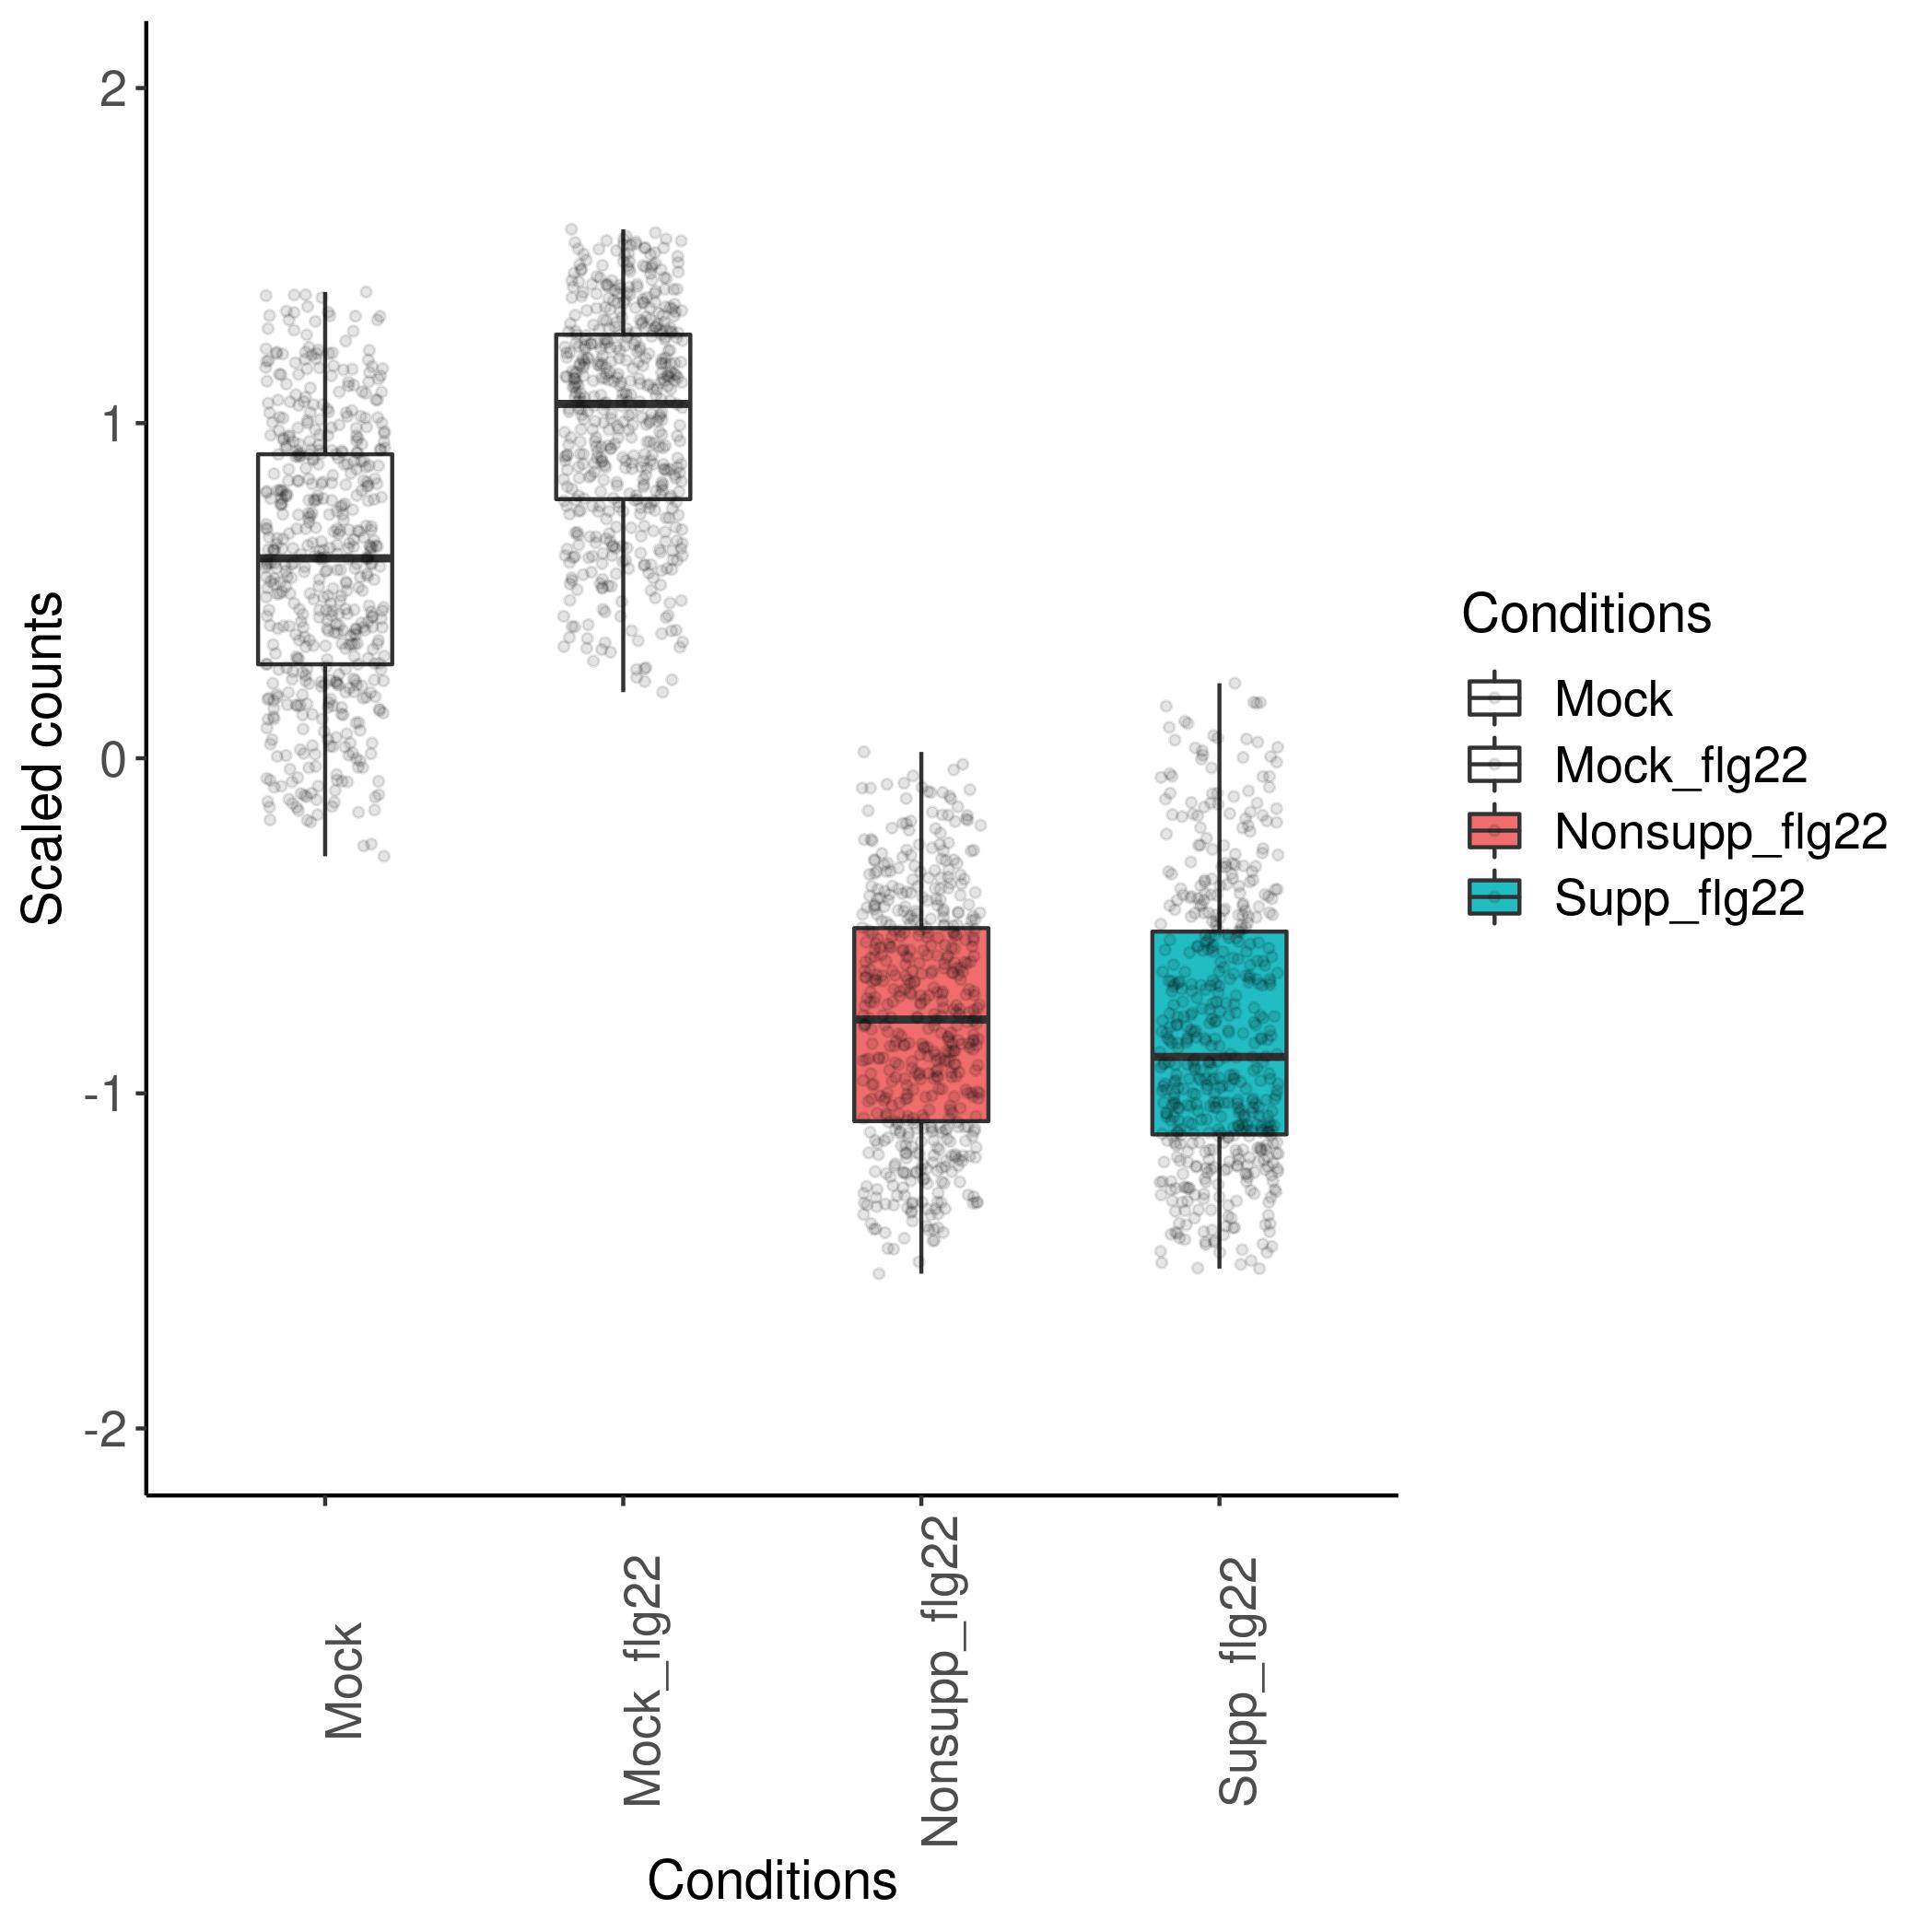 Scaled counts
2
1
0
-1
-2
Mock
Mock_flg22
Nonsupp_flg22
Supp_flg22
Conditions
Conditions
Mock
Mock_flg22
Nonsupp_flg22
Supp_flg22